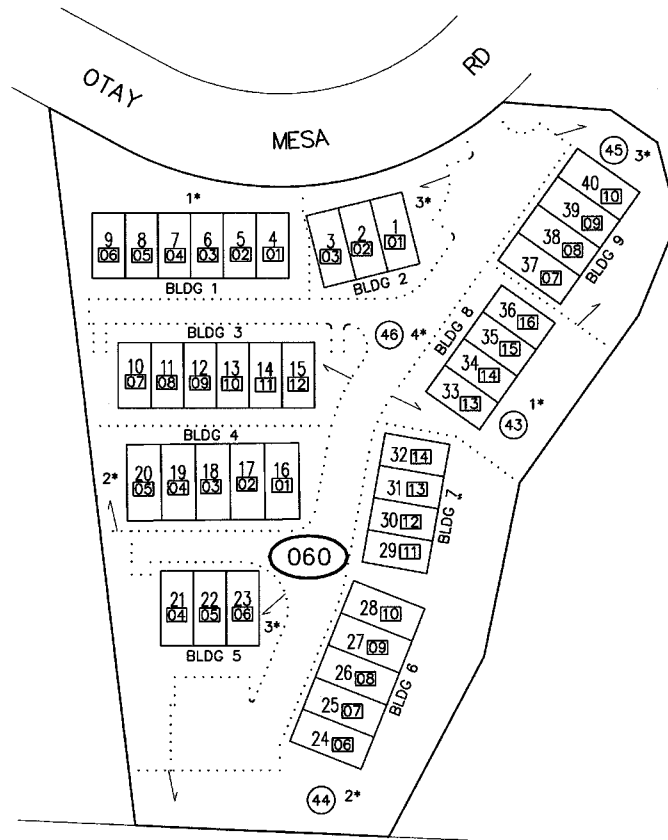 OTAY
MESA
RD
45 3*
1*
3*
40 10
39 09
38 08
37 07
BLDG 9
9 8 7 6 5 4
06 05 04 03 02 01
BLDG 1
3 2 1
03 02 01
BLDG 2
BLDG 3
46 4*
BLDG 8
36 16
35 15
34 14
33 13
43 1*
10 11 12 13 14 15
07 08 09 10 11 12
BLDG 4
2*
20 19 18 17 16
05 04 03 02 01
32 14
31 13
30 12
29 11
BLDG 7
060
21 22 23
04 05 06
3*
BLDG 5
28 10
27 09
26 08
25 07
24 06
BLDG 6
44 2*